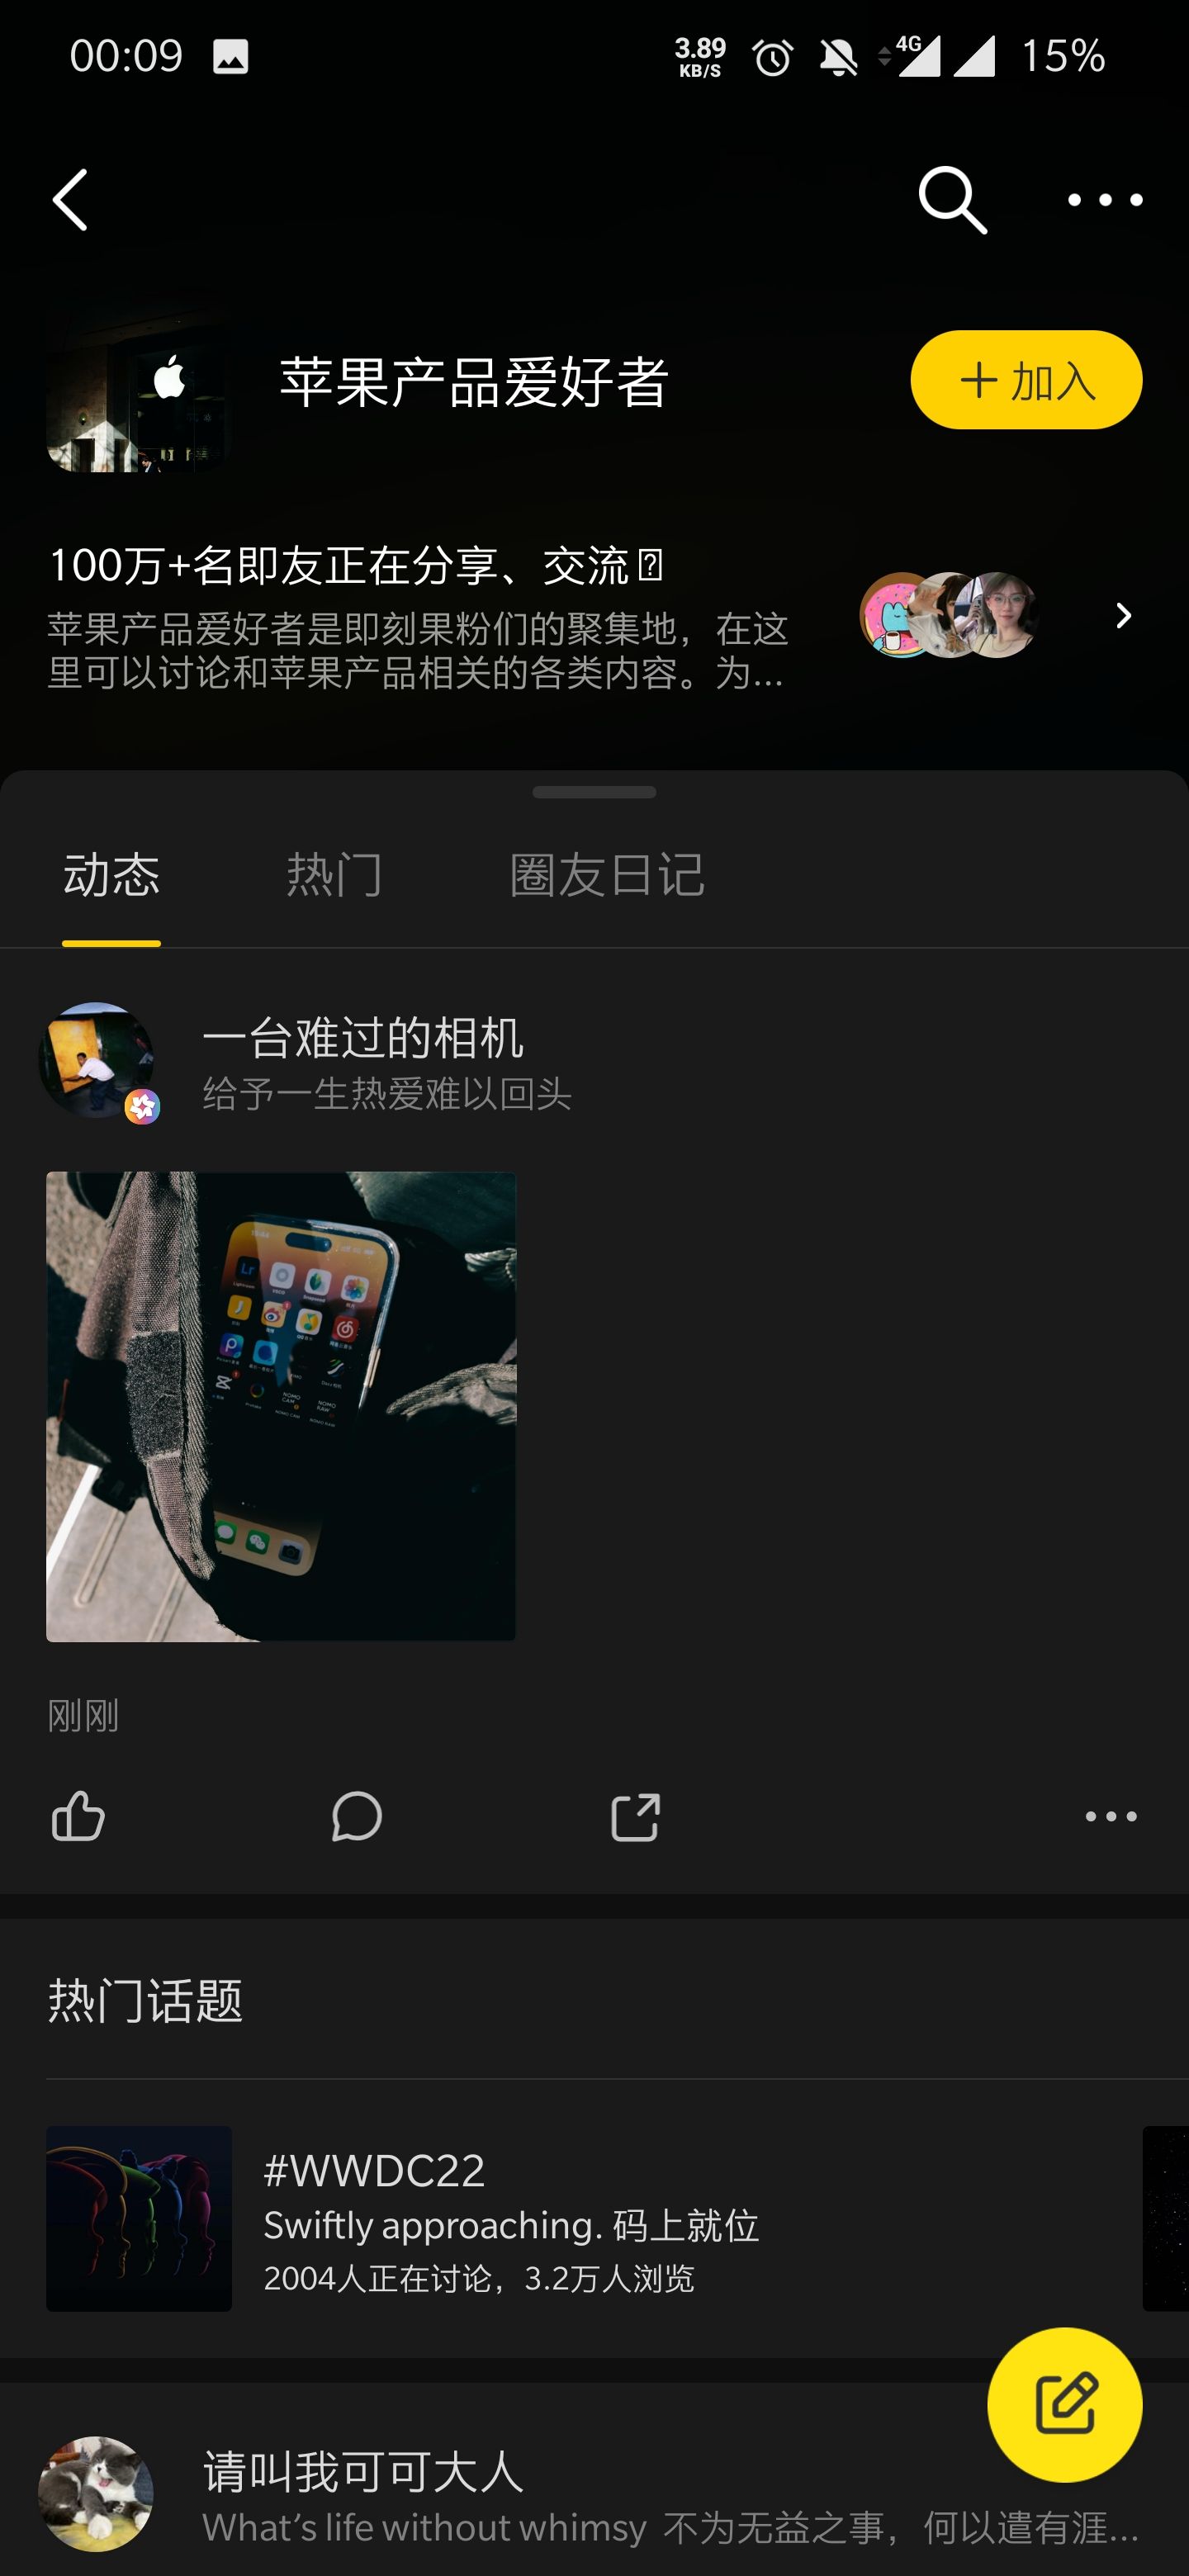 00:09
3.89
KB/S
4G
15%
苹果产品爱好者
加入
100万+名即友正在分享、交流
苹果产品爱好者是即刻果粉们的聚集地，在这
里可以讨论和苹果产品相关的各类内容。为...
动态
热门
圈友日记
一台难过的相机
给予一生热爱难以回头
Lr
刚刚
热门话题
#WWDC22
Swiftly approaching. 码上就位
2004人正在讨论，3.2万人浏览
请叫我可可大人
What's life without whimsy 不为无益之事，何以遣有涯...